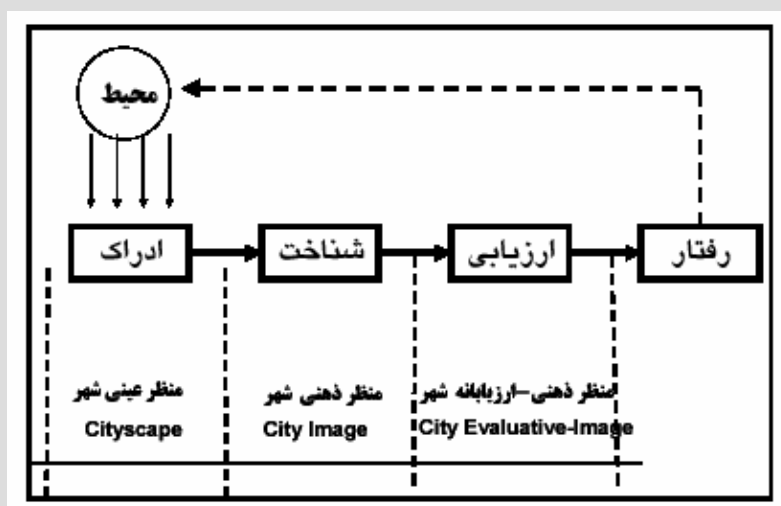 محیط
ادراک
شناخت
ارزیابی
رفتار
منظر عینی شهر
Cityscape
منظر ذهنی شهر
City Image
منظر ذهنی-ارزیابانه شهر
City Evaluative-Image